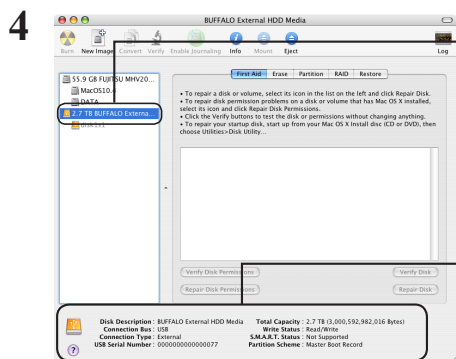 4
BUFFALO External HDD Media
Burn New Image Convert Verify Enable Journaling Info Mount Eject Log
First Aid Erase Partition RAID Restore
55.9 GB FUJITSU MHV20...
MacOS10.4
DATA
2.7 TB BUFFALO Externa...
disk1s1
• To repair a disk or volume, select its icon in the list on the left and click Repair Disk.
• To repair disk permission problems on a disk or volume that has Mac OS X installed,
select its icon and click Repair Disk Permissions.
• Click the Verify buttons to test the disk or permissions without changing anything.
• To repair your startup disk, start up from your Mac OS X Install disc (CD or DVD), then
choose Utilities>Disk Utility...
Verify Disk Permissions Verify Disk
Repair Disk Permissions Repair Disk
Disk Description : BUFFALO External HDD Media Total Capacity : 2.7 TB (3,000,592,982,016 Bytes)
Connection Bus : USB Write Status : Read/Write
Connection Type : External S.M.A.R.T. Status : Not Supported
USB Serial Number : 0000000000000077 Partition Scheme : Master Boot Record
?